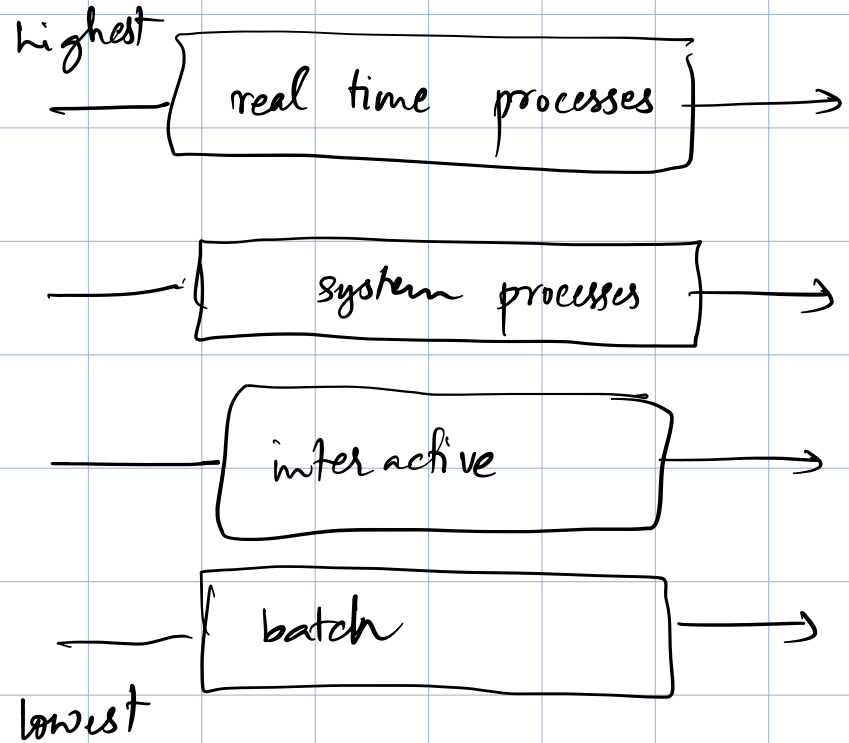 highest
real time processes
system processes
interactive
batch
lowest